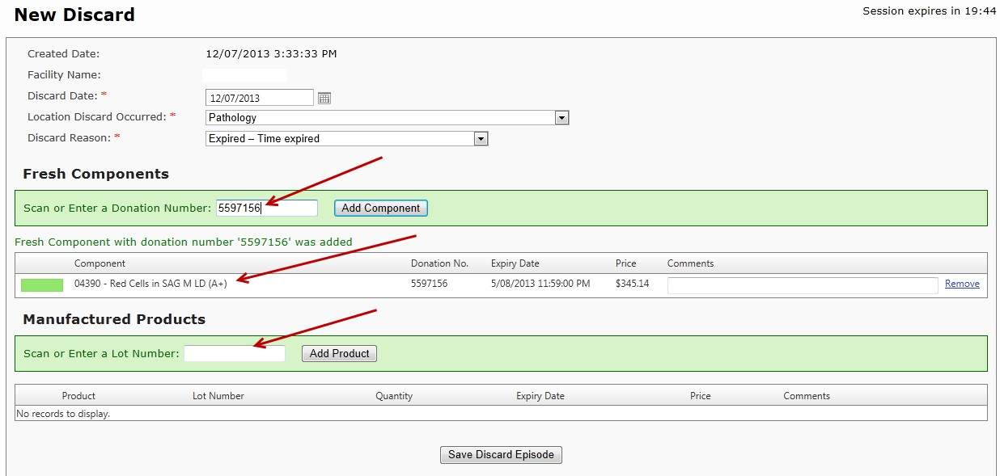 New Discard
Session expires in 19:44
Created Date: 12/07/2013 3:33:33 PM
Facility Name:
Discard Date: * 12/07/2013
Location Discard Occurred: * Pathology
Discard Reason: * Expired – Time expired
Fresh Components
Scan or Enter a Donation Number: 5597156 Add Component
Fresh Component with donation number '5597156' was added
Component Donation No. Expiry Date Price Comments
04390 - Red Cells in SAG M LD (A+) 5597156 5/08/2013 11:59:00 PM $345.14 Remove
Manufactured Products
Scan or Enter a Lot Number: Add Product
Product Lot Number Quantity Expiry Date Price Comments
No records to display.
Save Discard Episode